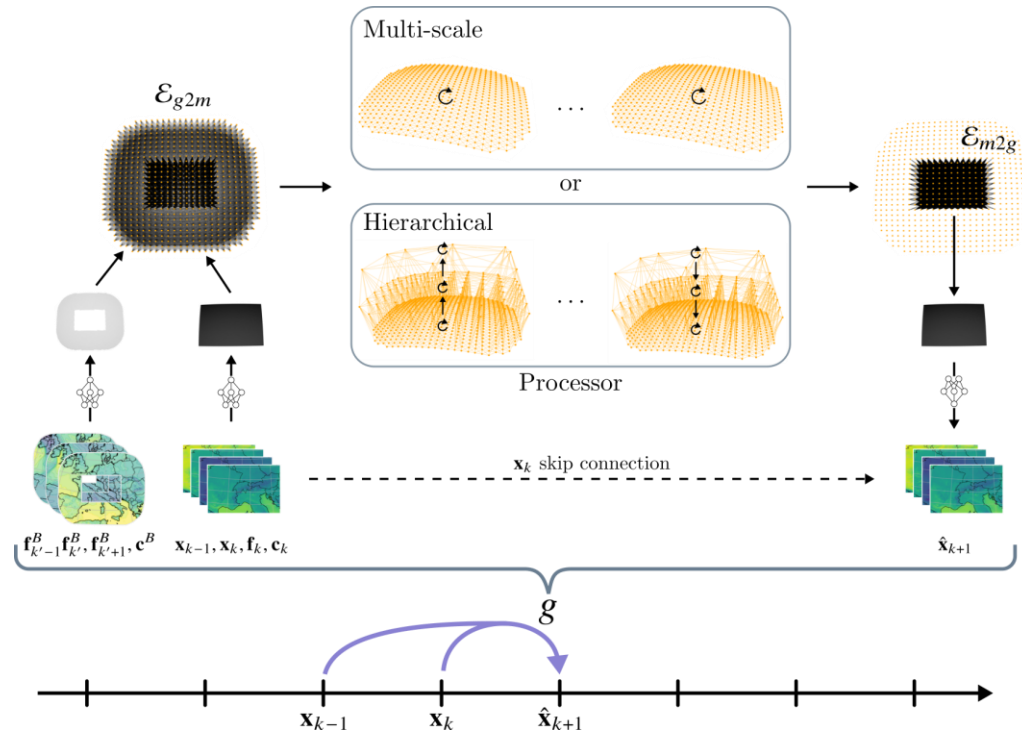 Multi-scale
. . .
or
Hierarchical
. . .
Processor
ℰ_{g2m}
ℰ_{m2g}
𝐱_k skip connection
𝐟^B_{k'−1}𝐟^B_{k'}, 𝐟^B_{k'+1}, 𝐜^B
𝐱_{k−1}, 𝐱_k, 𝐟_k, 𝐜_k
𝐱̂_{k+1}
g
𝐱_{k−1}
𝐱_k
𝐱̂_{k+1}